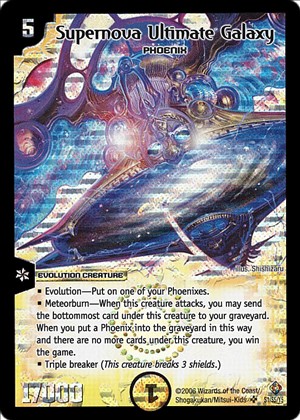 5
Supernova Ultimate Galaxy
PHOENIX
Illus. Shishizaru
EVOLUTION CREATURE
▪ Evolution—Put on one of your Phoenixes.
▪ Meteorburn—When this creature attacks, you may send
the bottommost card under this creature to your graveyard.
When you put a Phoenix into the graveyard in this way
and there are no more cards under this creature, you win
the game.
▪ Triple breaker (This creature breaks 3 shields.)
17000
T
©2006 Wizards of the Coast/
Shogakukan/Mitsui-Kids